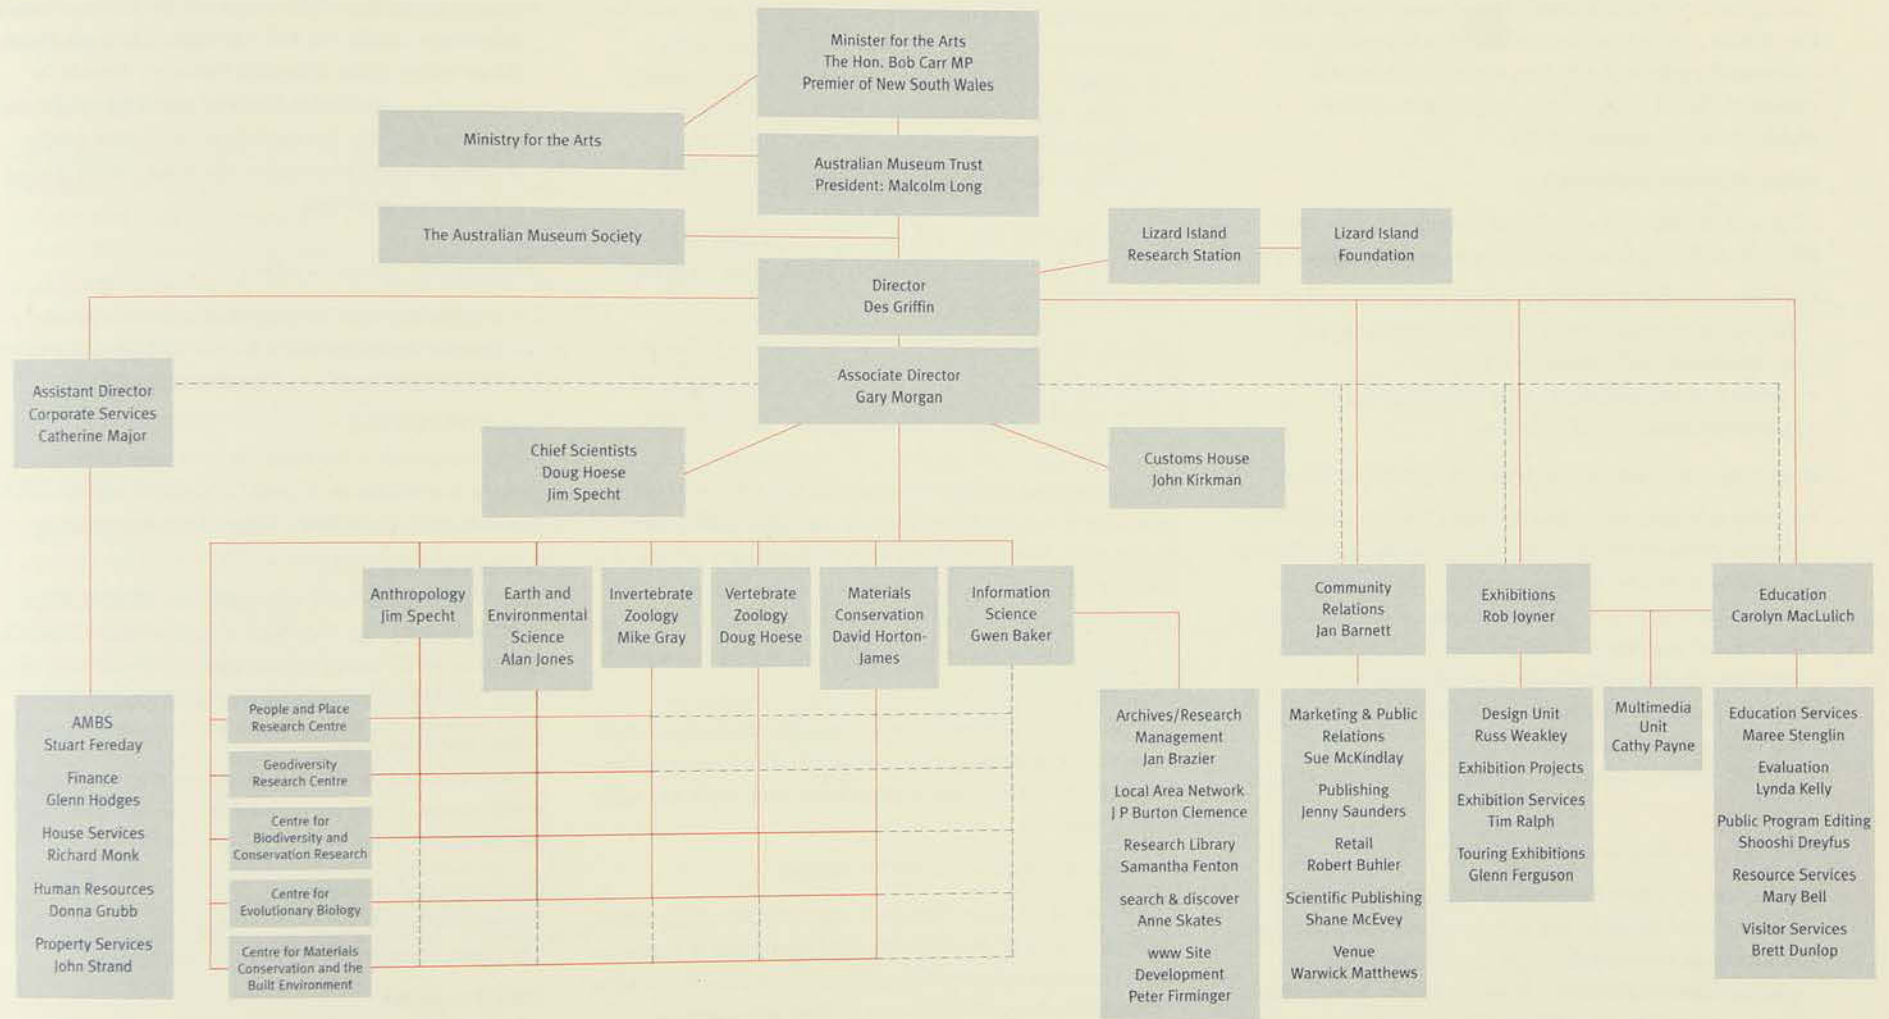 Minister for the Arts
The Hon. Bob Carr MP
Premier of New South Wales
Ministry for the Arts
Australian Museum Trust
President: Malcolm Long
The Australian Museum Society
Lizard Island
Research Station
Lizard Island
Foundation
Director
Des Griffin
Assistant Director
Corporate Services
Catherine Major
Associate Director
Gary Morgan
Chief Scientists
Doug Hoese
Jim Specht
Customs House
John Kirkman
Anthropology
Jim Specht
Earth and
Environmental
Science
Alan Jones
Invertebrate
Zoology
Mike Gray
Vertebrate
Zoology
Doug Hoese
Materials
Conservation
David Horton-
James
Information
Science
Gwen Baker
Community
Relations
Jan Barnett
Exhibitions
Rob Joyner
Education
Carolyn MacLulich
AMBS
Stuart Fereday
Finance
Glenn Hodges
House Services
Richard Monk
Human Resources
Donna Grubb
Property Services
John Strand
People and Place
Research Centre
Geodiversity
Research Centre
Centre for
Biodiversity and
Conservation Research
Centre for
Evolutionary Biology
Centre for Materials
Conservation and the
Built Environment
Archives/Research
Management
Jan Brazier
Local Area Network
J P Burton Clemence
Research Library
Samantha Fenton
search & discover
Anne Skates
www Site
Development
Peter Firminger
Marketing & Public
Relations
Sue McKindlay
Publishing
Jenny Saunders
Retail
Robert Buhler
Scientific Publishing
Shane McEvey
Venue
Warwick Matthews
Design Unit
Russ Weakley
Exhibition Projects
Exhibition Services
Tim Ralph
Touring Exhibitions
Glenn Ferguson
Multimedia
Unit
Cathy Payne
Education Services
Maree Stenglin
Evaluation
Lynda Kelly
Public Program Editing
Shooshi Dreyfus
Resource Services
Mary Bell
Visitor Services
Brett Dunlop